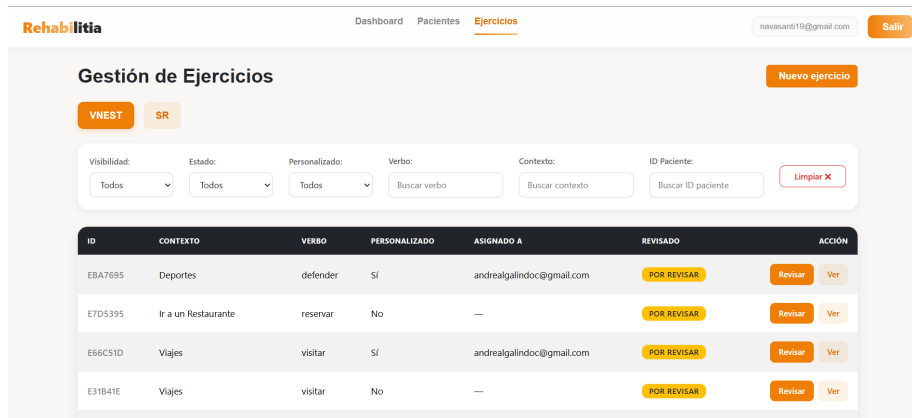 Rehabilitia Dashboard Pacientes Ejercicios navasanti19@gmail.com Salir
Gestión de Ejercicios Nuevo ejercicio
VNEST SR
Visibilidad: Estado: Personalizado: Verbo: Contexto: ID Paciente:
Todos Todos Todos Buscar verbo Buscar contexto Buscar ID paciente Limpiar ✕
ID CONTEXTO VERBO PERSONALIZADO ASIGNADO A REVISADO ACCIÓN
EBA7695 Deportes defender Sí andrealgalindoc@gmail.com POR REVISAR Revisar Ver
E7D5395 Ir a un Restaurante reservar No — POR REVISAR Revisar Ver
E66C51D Viajes visitar Sí andrealgalindoc@gmail.com POR REVISAR Revisar Ver
E31B41E Viajes visitar No — POR REVISAR Revisar Ver